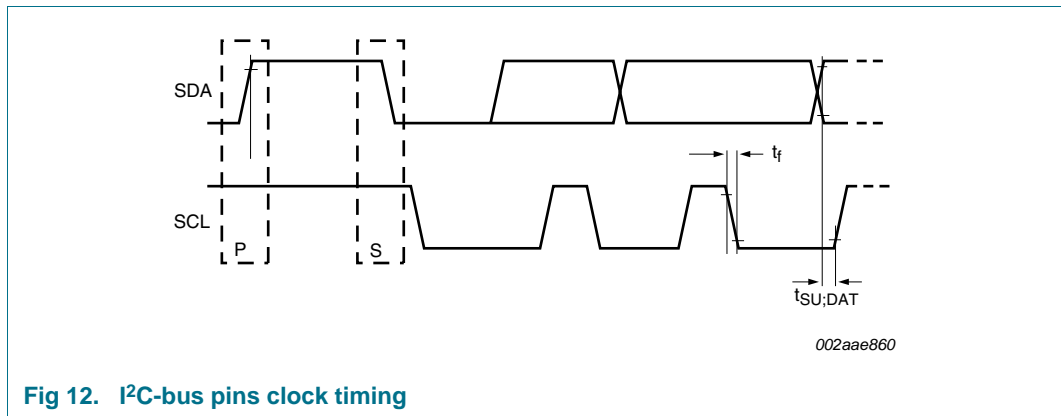 SDA
t_f
SCL
P
S
t_SU;DAT
002aae860
Fig 12. I²C-bus pins clock timing